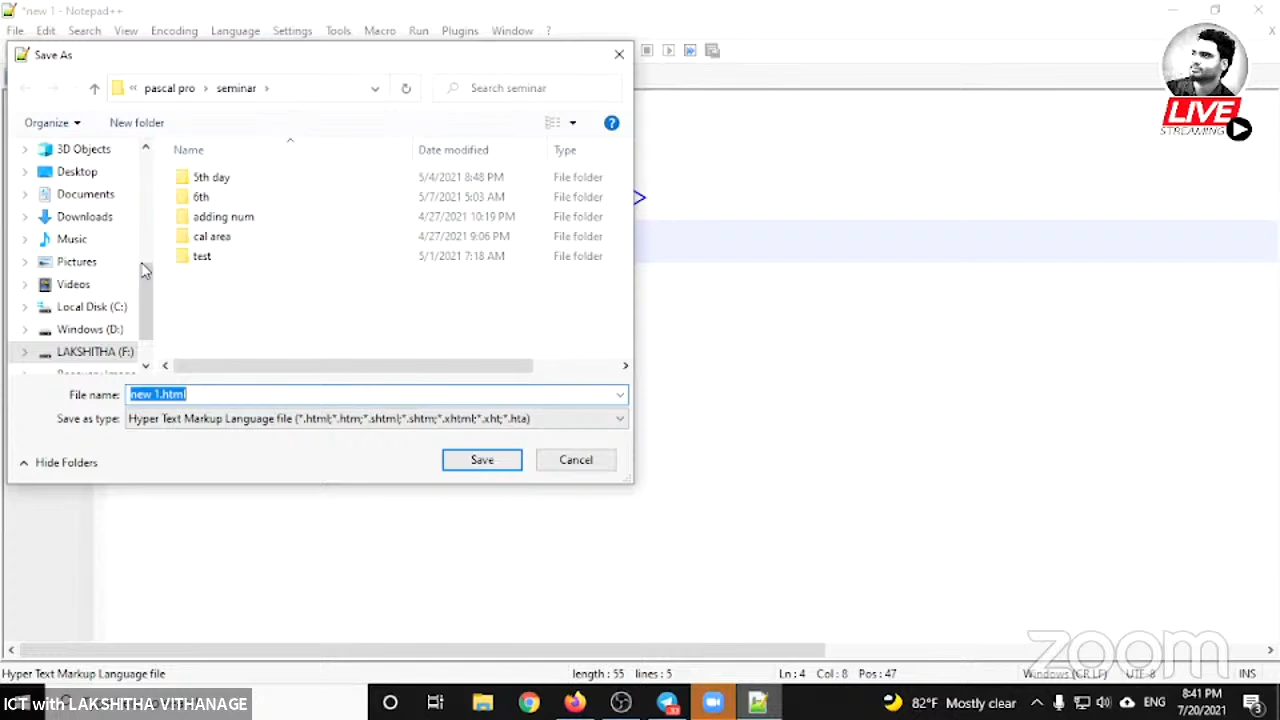 *new 1 - Notepad++
File Edit Search View Encoding Language Settings Tools Macro Run Plugins Window ?
Save As
« pascal pro › seminar ›
Search seminar
Organize
New folder
Name Date modified Type
3D Objects
Desktop
Documents
Downloads
Music
Pictures
Videos
Local Disk (C:)
Windows (D:)
LAKSHITHA (F:)
5th day 5/4/2021 8:48 PM File folder
6th 5/7/2021 5:03 AM File folder
adding num 4/27/2021 10:19 PM File folder
cal area 4/27/2021 9:06 PM File folder
test 5/1/2021 7:18 AM File folder
File name: new 1.html
Save as type: Hyper Text Markup Language file (*.html;*.htm;*.shtml;*.shtm;*.xhtml;*.xht;*.hta)
Hide Folders
Save
Cancel
>
LIVE
STREAMING
zoom
Hyper Text Markup Language file length : 55 lines : 5 Ln : 4 Col : 8 Pos : 47 Windows (CR LF) UTF-8 INS
ICT with LAKSHITHA VITHANAGE
33
82°F Mostly clear
ENG
8:41 PM
7/20/2021
3